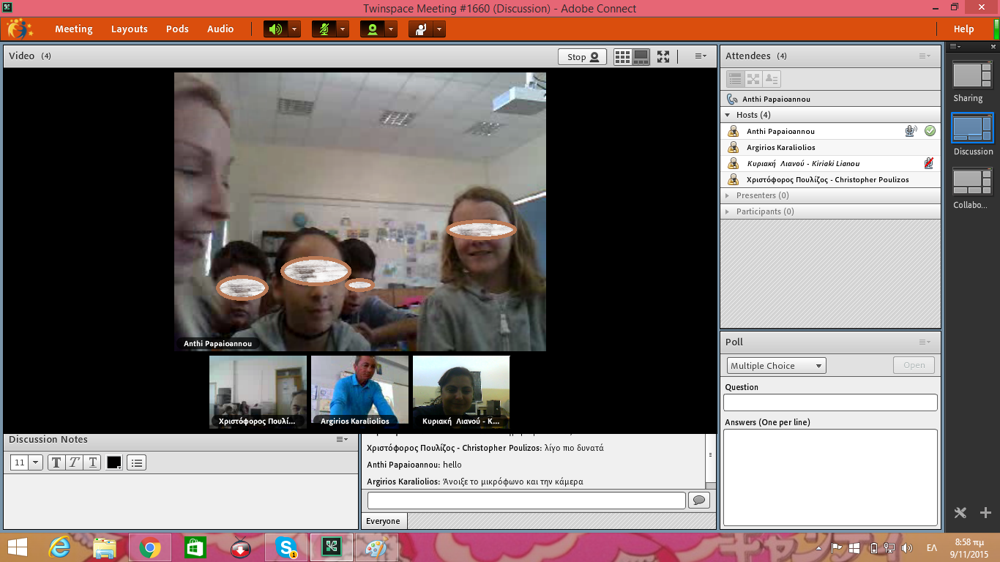 Twinspace Meeting #1660 (Discussion) - Adobe Connect
Meeting Layouts Pods Audio Help
Video (4)
Stop
Anthi Papaioannou
Χριστόφορος Πουλί...
Argirios Karaliolios
Κυριακή Λιανού - Κ...
Attendees (4)
Anthi Papaioannou
Hosts (4)
Anthi Papaioannou
Argirios Karaliolios
Κυριακή Λιανού - Kiriaki Lianou
Χριστόφορος Πουλίζος - Christopher Poulizos
Presenters (0)
Participants (0)
Sharing
Discussion
Collabo...
Discussion Notes
11
T T T
Χριστόφορος Πουλίζος - Christopher Poulizos: λίγο πιο δυνατά
Anthi Papaioannou: hello
Argirios Karaliolios: Άνοιξε το μικρόφωνο και την κάμερα
Everyone
Poll
Multiple Choice
Open
Question
Answers (One per line)
1
ΕΛ
8:58 πμ
9/11/2015